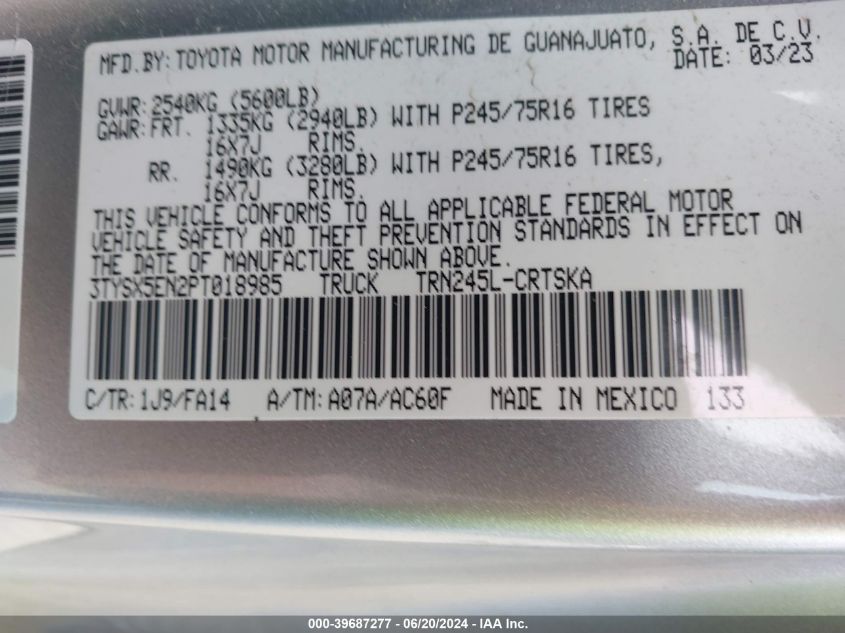 MFD.BY: TOYOTA MOTOR MANUFACTURING DE GUANAJUATO, S.A. DE C.V.
DATE: 03/23
GVWR: 2540KG (5600LB)
GAWR: FRT. 1335KG (2940LB) WITH P245/75R16 TIRES
16X7J RIMS.
RR. 1490KG (3280LB) WITH P245/75R16 TIRES,
16X7J RIMS.
THIS VEHICLE CONFORMS TO ALL APPLICABLE FEDERAL MOTOR
VEHICLE SAFETY AND THEFT PREVENTION STANDARDS IN EFFECT ON
THE DATE OF MANUFACTURE SHOWN ABOVE.
3TYSX5EN2PT018985 TRUCK TRN245L-CRTSKA
C/TR: 1J9/FA14 A/TM: A07A/AC60F MADE IN MEXICO 133
000-39687277 - 06/20/2024 - IAA Inc.